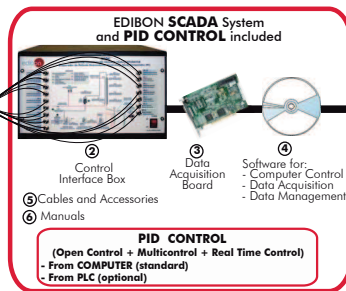 EDIBON SCADA System
and PID CONTROL included
2
Control
Interface Box
3
Data
Acquisition
Board
4
Software for:
- Computer Control
- Data Acquisition
- Data Management
5 Cables and Accessories
6 Manuals
PID CONTROL
(Open Control + Multicontrol + Real Time Control)
- From COMPUTER (standard)
- From PLC (optional)